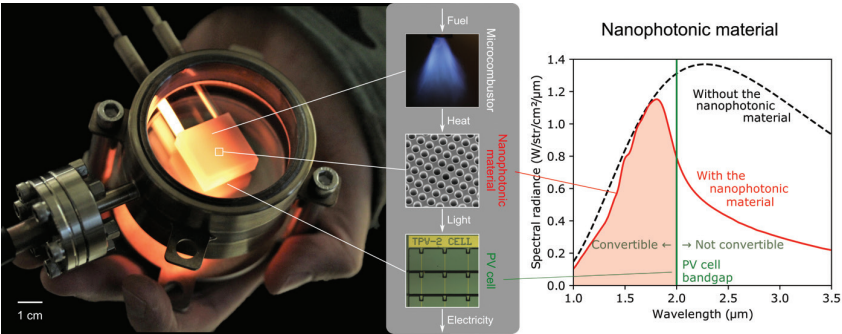 1 cm
Fuel
Microcombustor
Heat
Nanophotonic
material
Light
TPV-2 CELL
PV cell
Electricity
Nanophotonic material
Spectral radiance (W/str/cm²/µm)
1.4
1.2
1.0
0.8
0.6
0.4
0.2
0.0
Without the
nanophotonic
material
With the
nanophotonic
material
Convertible ←
→ Not convertible
PV cell
bandgap
1.0 1.5 2.0 2.5 3.0 3.5
Wavelength (µm)